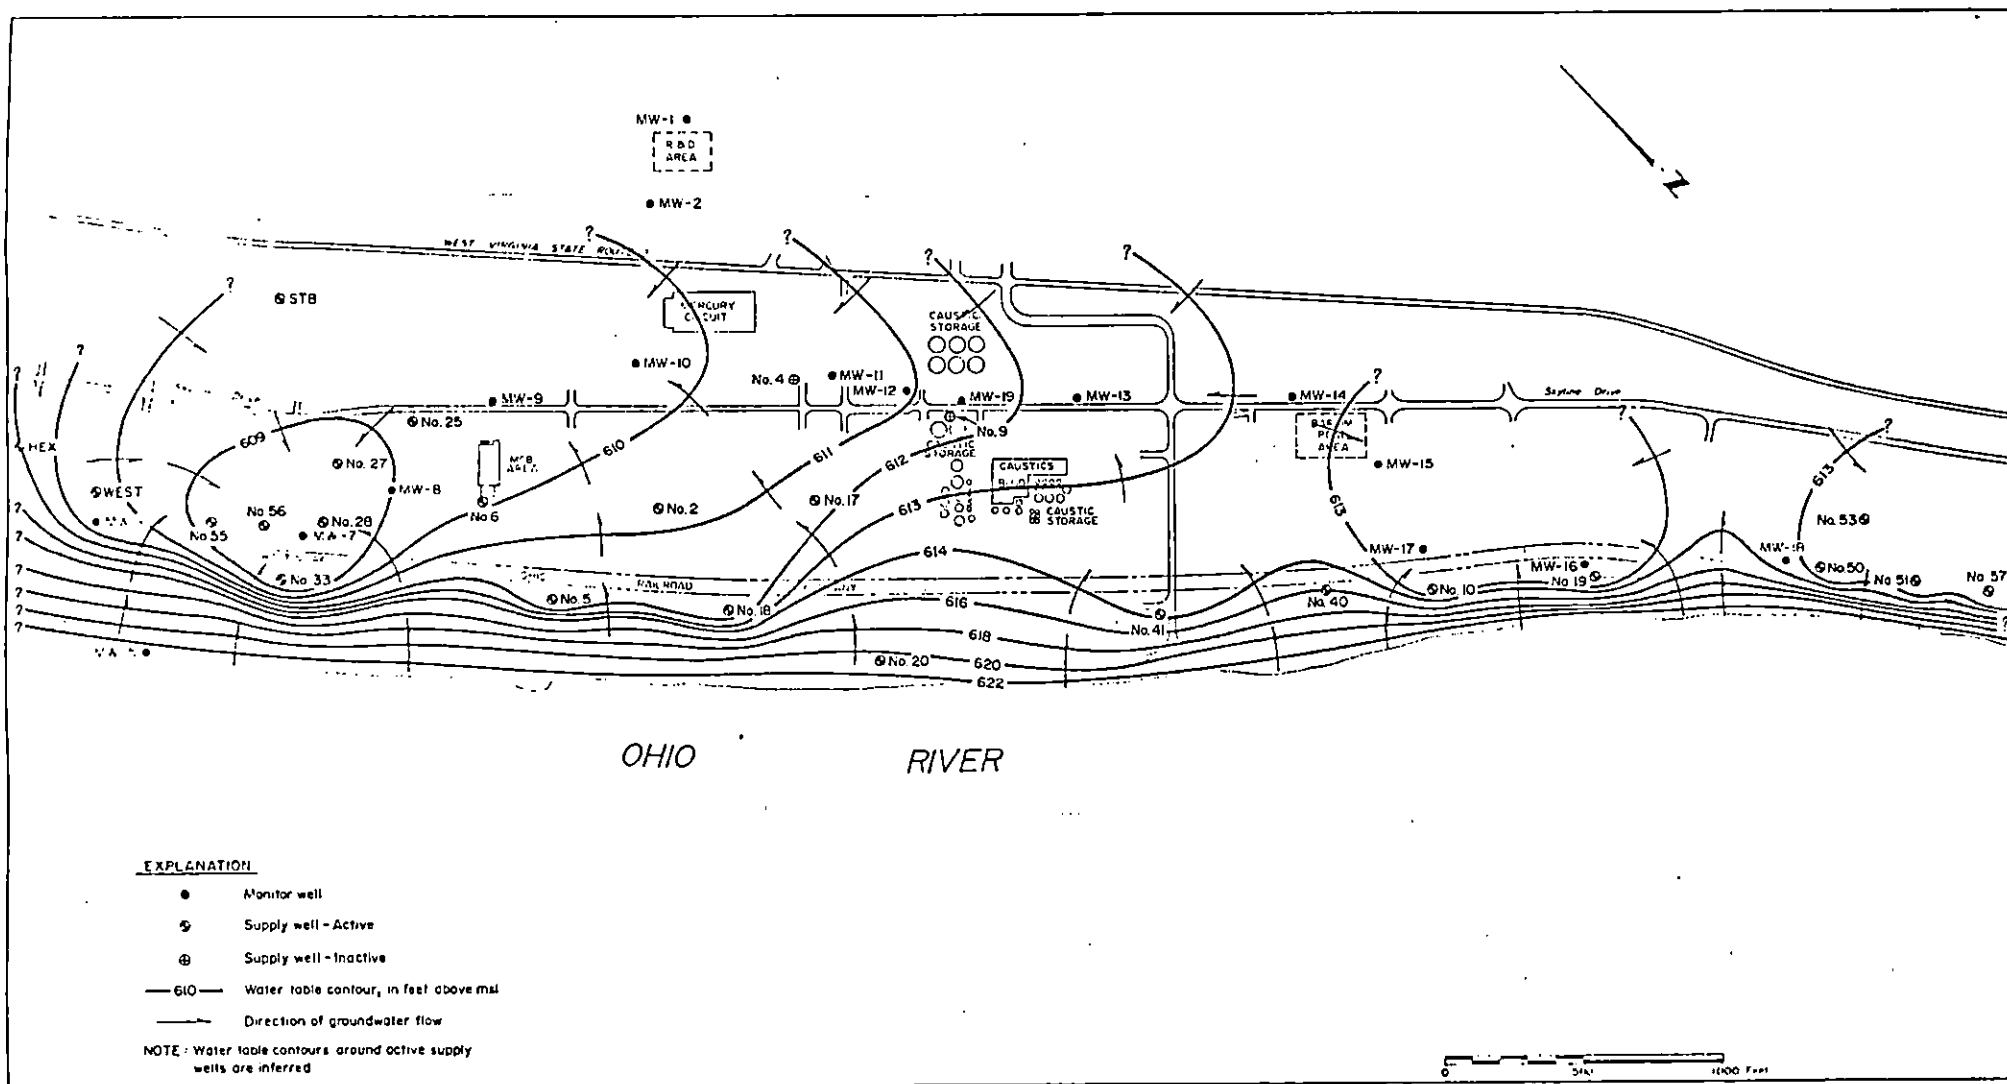 MW-1
R & D
AREA
MW-2
WEST VIRGINIA STATE
?
?
?
?
?
STB
MERCURY
CIRCUIT
CAUSTIC
STORAGE
?
?
MW-10
No. 4
MW-11
MW-12
MW-19
MW-13
MW-14
?
Skyline Drive
MW-9
No. 25
No. 9
?
?
609
610
611
612
613
613
613
HEX
No. 27
AREA
STORAGE
CAUSTICS
AREA
MW-15
WEST
MW-8
No. 6
No. 2
No. 17
CAUSTIC
STORAGE
No. 55
No. 56
No. 28
No. 53
614
MW-17
MW-16
No. 19
No. 50
No. 51
No. 57
No. 33
RAILROAD
No. 5
No. 18
616
No. 41
No. 40
No. 10
?
?
?
?
?
?
618
No. 20
620
622
?
OHIO RIVER
Z
EXPLANATION
Monitor well
Supply well - Active
Supply well - Inactive
610 Water table contour, in feet above msl
Direction of groundwater flow
NOTE : Water table contours around active supply
wells are inferred
0 500 1000 Feet